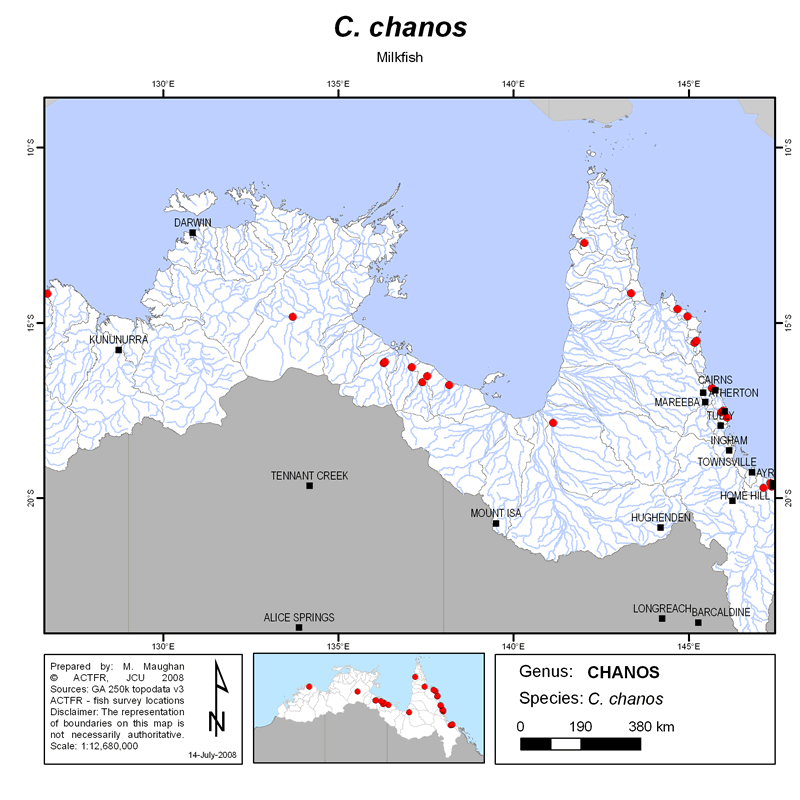 C. chanos
Milkfish
130°E 135°E 140°E 145°E
10°S 10°S
DARWIN
15°S 15°S
KUNUNURRA
CAIRNS
ATHERTON
MAREEBA
TULLY
INGHAM
TOWNSVILLE
AYR
TENNANT CREEK
20°S 20°S
HOME HILL
MOUNT ISA
HUGHENDEN
ALICE SPRINGS
LONGREACH
BARCALDINE
130°E 135°E 140°E 145°E
Prepared by: M. Maughan
© ACTFR, JCU 2008
Sources: GA 250k topodata v3
ACTFR - fish survey locations
Disclaimer: The representation
of boundaries on this map is
not necessarily authoritative.
Scale: 1:12,680,000
14-July-2008
N
Genus: CHANOS
Species: C. chanos
0 190 380 km